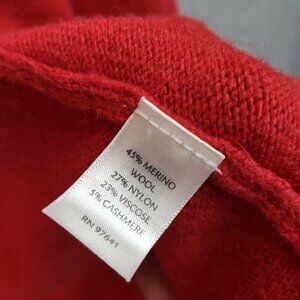 45% MERINO
WOOL
27% NYLON
23% VISCOSE
5% CASHMERE
RN 97641